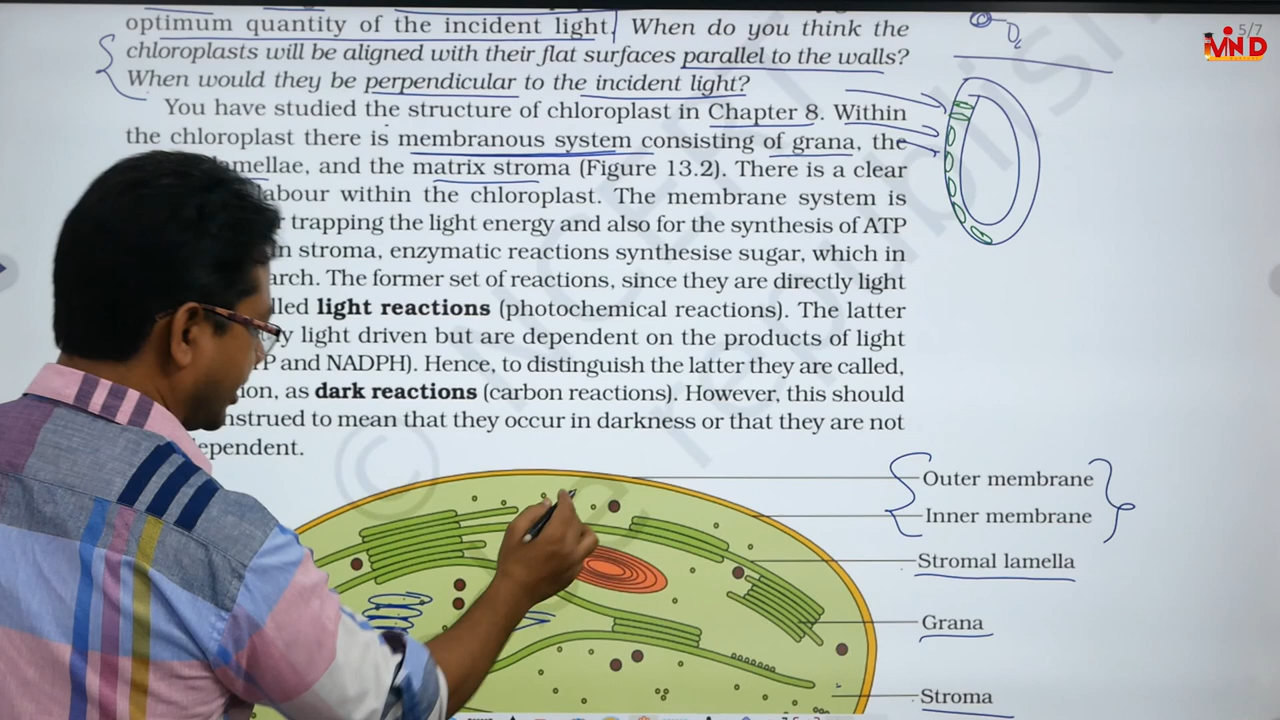 optimum quantity of the incident light. When do you think the
chloroplasts will be aligned with their flat surfaces parallel to the walls?
When would they be perpendicular to the incident light?
You have studied the structure of chloroplast in Chapter 8. Within
the chloroplast there is membranous system consisting of grana, the
lamellae, and the matrix stroma (Figure 13.2). There is a clear
labour within the chloroplast. The membrane system is
trapping the light energy and also for the synthesis of ATP
stroma, enzymatic reactions synthesise sugar, which in
The former set of reactions, since they are directly light
light reactions (photochemical reactions). The latter
light driven but are dependent on the products of light
P and NADPH). Hence, to distinguish the latter they are called,
as dark reactions (carbon reactions). However, this should
nstrued to mean that they occur in darkness or that they are not
ependent.
Outer membrane
Inner membrane
Stromal lamella
Grana
Stroma
5/7
MIND
© NCERT
republish